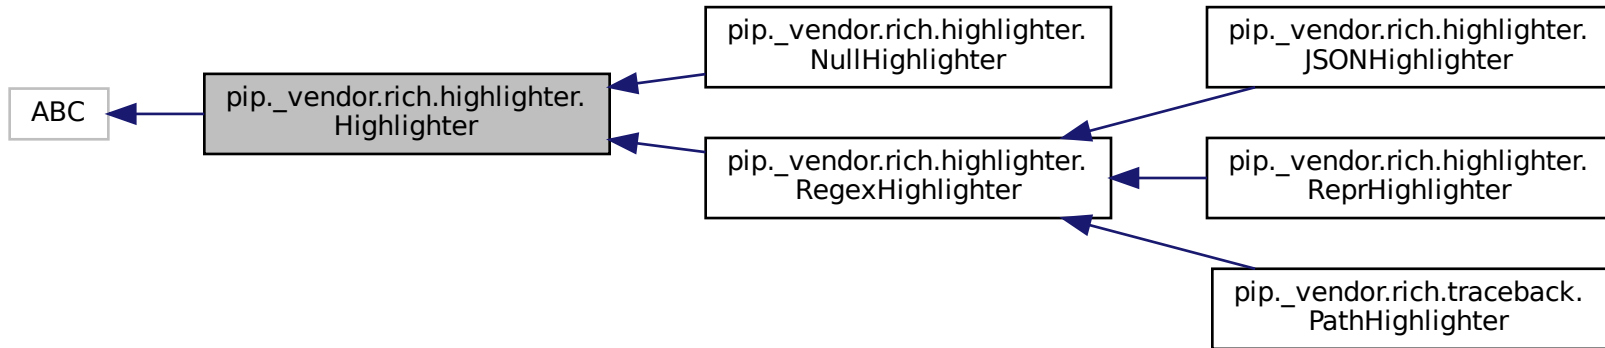 ABC
pip._vendor.rich.highlighter.
Highlighter
pip._vendor.rich.highlighter.
NullHighlighter
pip._vendor.rich.highlighter.
RegexHighlighter
pip._vendor.rich.highlighter.
JSONHighlighter
pip._vendor.rich.highlighter.
ReprHighlighter
pip._vendor.rich.traceback.
PathHighlighter